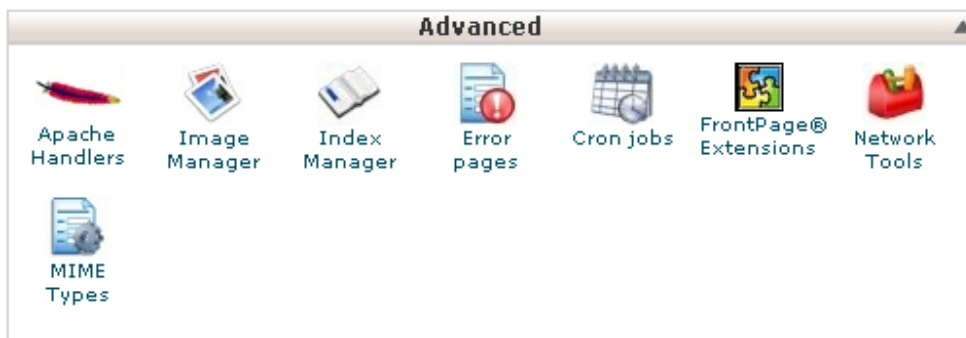 Advanced
Apache
Handlers
Image
Manager
Index
Manager
Error
pages
Cron jobs
FrontPage®
Extensions
Network
Tools
MIME
Types